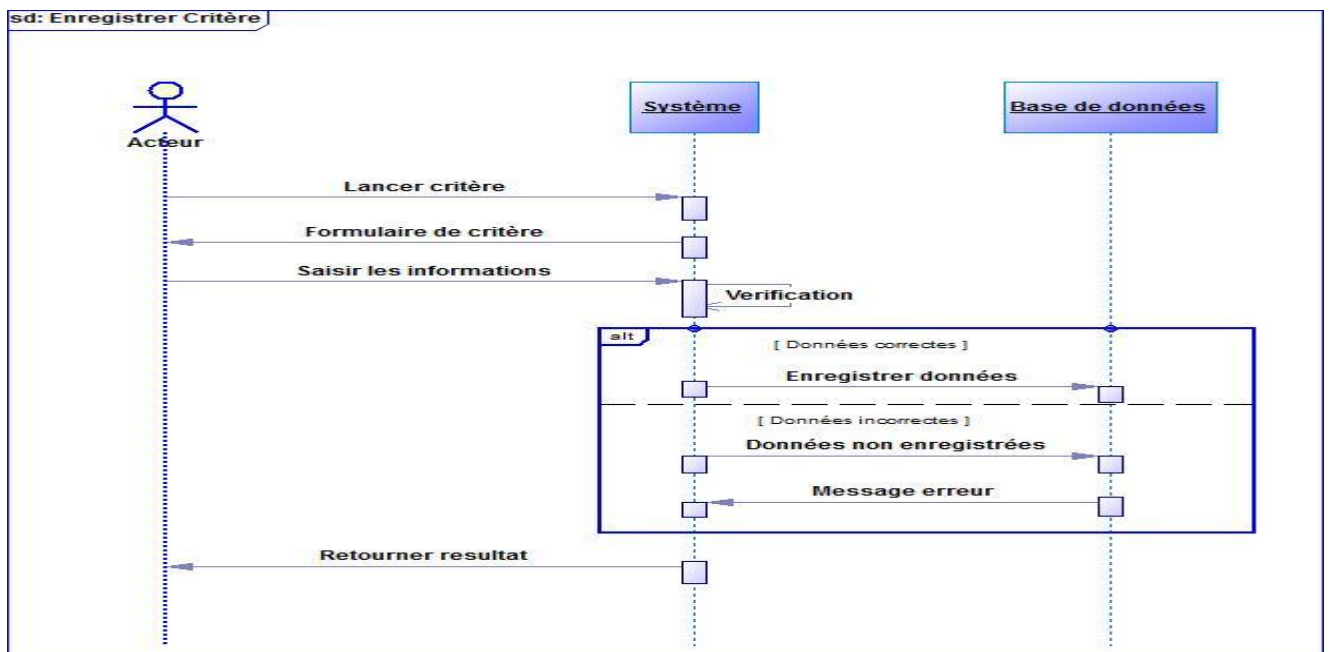 sd: Enregistrer Critère
Acteur
Système
Base de données
Lancer critère
Formulaire de critère
Saisir les informations
Verification
alt
[ Données correctes ]
Enregistrer données
[ Données incorrectes ]
Données non enregistrées
Message erreur
Retourner resultat